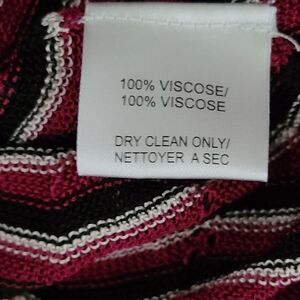 100% VISCOSE/
100% VISCOSE
DRY CLEAN ONLY/
NETTOYER A SEC